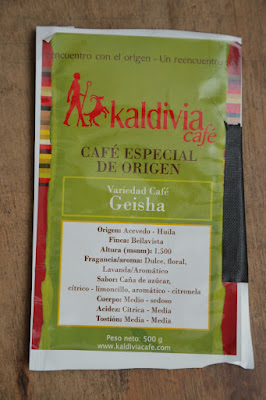 eencuentro con el origen - Un reencuentro
kaldivia
café
CAFÉ ESPECIAL
DE ORIGEN
Variedad Café
Geisha
Origen: Acevedo - Huila
Finca: Bellavista
Altura (msnm): 1.500
Fragancia/aroma: Dulce, floral,
Lavanda/Aromático
Sabor: Caña de azúcar,
cítrico - limoncillo, aromático - citronela
Cuerpo: Medio - sedoso
Acidez: Cítrica - Media
Tostión: Media - Media
Peso neto: 500 g
www.kaldiviacafe.com